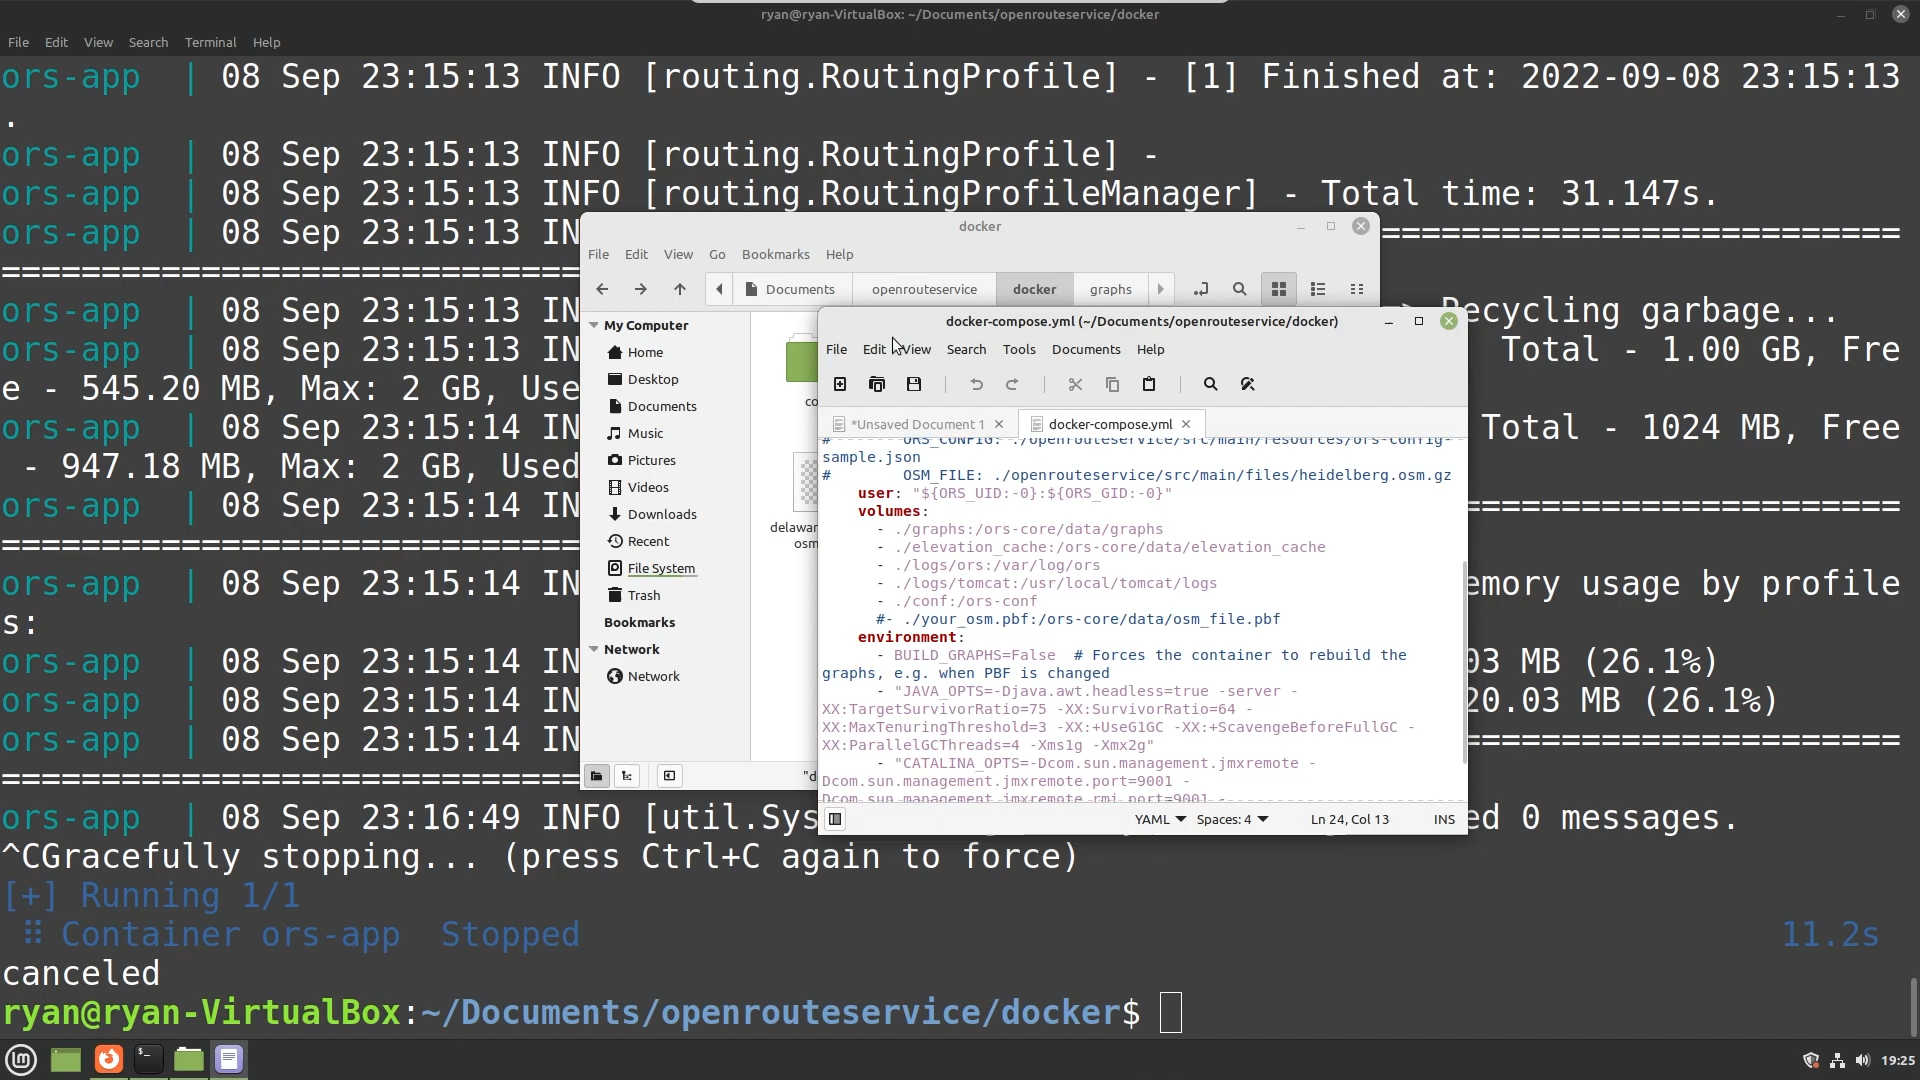 ryan@ryan-VirtualBox: ~/Documents/openrouteservice/docker
File Edit View Search Terminal Help
ors-app | 08 Sep 23:15:13 INFO [routing.RoutingProfile] - [1] Finished at: 2022-09-08 23:15:13
.
ors-app | 08 Sep 23:15:13 INFO [routing.RoutingProfile] -
ors-app | 08 Sep 23:15:13 INFO [routing.RoutingProfileManager] - Total time: 31.147s.
ors-app | 08 Sep 23:15:13 IN ==========================
=============================
ors-app | 08 Sep 23:15:13 IN Recycling garbage...
ors-app | 08 Sep 23:15:13 IN Total - 1.00 GB, Fre
e - 545.20 MB, Max: 2 GB, Use
ors-app | 08 Sep 23:15:14 IN Total - 1024 MB, Free
- 947.18 MB, Max: 2 GB, Used
ors-app | 08 Sep 23:15:14 IN ======================
=============================
ors-app | 08 Sep 23:15:14 IN emory usage by profile
s:
ors-app | 08 Sep 23:15:14 IN 03 MB (26.1%)
ors-app | 08 Sep 23:15:14 IN 20.03 MB (26.1%)
ors-app | 08 Sep 23:15:14 IN ======================
=============================
ors-app | 08 Sep 23:16:49 INFO [util.Sys ed 0 messages.
^CGracefully stopping... (press Ctrl+C again to force)
[+] Running 1/1
⠿ Container ors-app Stopped 11.2s
canceled
ryan@ryan-VirtualBox:~/Documents/openrouteservice/docker$
docker
File Edit View Go Bookmarks Help
Documents openrouteservice docker graphs
My Computer
Home
Desktop
Documents
Music
Pictures
Videos
Downloads
Recent
File System
Trash
Bookmarks
Network
Network
co
delawar
osm
"d
docker-compose.yml (~/Documents/openrouteservice/docker)
File Edit View Search Tools Documents Help
*Unsaved Document 1 docker-compose.yml
# ORS_CONFIG: ./openrouteservice/src/main/resources/ors-config-
sample.json
# OSM_FILE: ./openrouteservice/src/main/files/heidelberg.osm.gz
user: "${ORS_UID:-0}:${ORS_GID:-0}"
volumes:
- ./graphs:/ors-core/data/graphs
- ./elevation_cache:/ors-core/data/elevation_cache
- ./logs/ors:/var/log/ors
- ./logs/tomcat:/usr/local/tomcat/logs
- ./conf:/ors-conf
#- ./your_osm.pbf:/ors-core/data/osm_file.pbf
environment:
- BUILD_GRAPHS=False # Forces the container to rebuild the
graphs, e.g. when PBF is changed
- "JAVA_OPTS=-Djava.awt.headless=true -server -
XX:TargetSurvivorRatio=75 -XX:SurvivorRatio=64 -
XX:MaxTenuringThreshold=3 -XX:+UseG1GC -XX:+ScavengeBeforeFullGC -
XX:ParallelGCThreads=4 -Xms1g -Xmx2g"
- "CATALINA_OPTS=-Dcom.sun.management.jmxremote -
Dcom.sun.management.jmxremote.port=9001 -
Dcom.sun.management.jmxremote.rmi.port=9001 -
YAML Spaces: 4 Ln 24, Col 13 INS
19:25